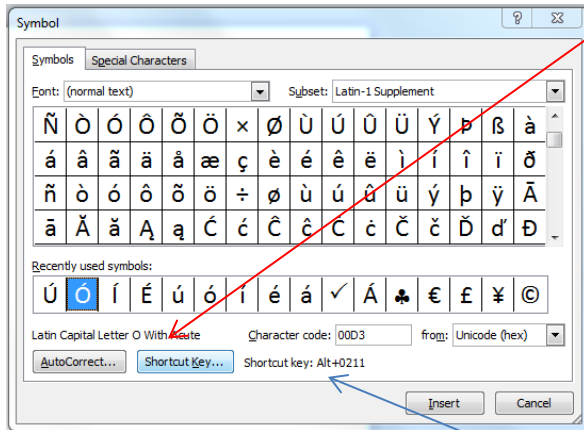 Symbol
Symbols Special Characters
Font: (normal text) Subset: Latin-1 Supplement
Ñ Ò Ó Ô Õ Ö × Ø Ù Ú Û Ü Ý Þ ß à
á â ã ä å æ ç è é ê ë ì í î ï ð
ñ ò ó ô õ ö ÷ ø ù ú û ü ý þ ÿ Ā
ā Ă ă Ą ą Ć ć Ĉ ĉ Ċ ċ Č č Ď ď Đ
Recently used symbols:
Ú Ó Í É ú ó í é á ✓ Á ♣ € £ ¥ ©
Latin Capital Letter O With Acute Character code: 00D3 from: Unicode (hex)
AutoCorrect... Shortcut Key... Shortcut key: Alt+0211
Insert Cancel